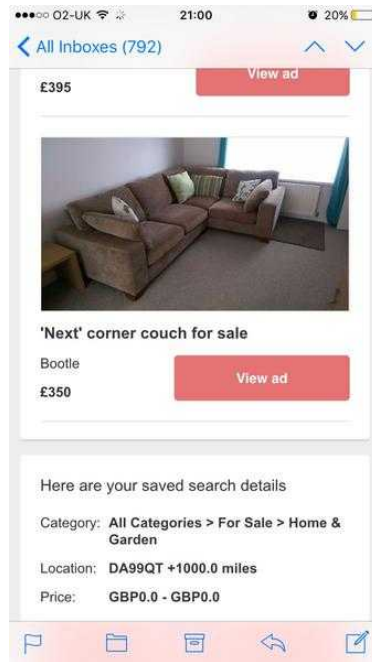 O2-UK 21:00 20%
All Inboxes (792)
View ad
£395
'Next' corner couch for sale
Bootle
View ad
£350
Here are your saved search details
Category: All Categories > For Sale > Home &
Garden
Location: DA99QT +1000.0 miles
Price: GBP0.0 - GBP0.0